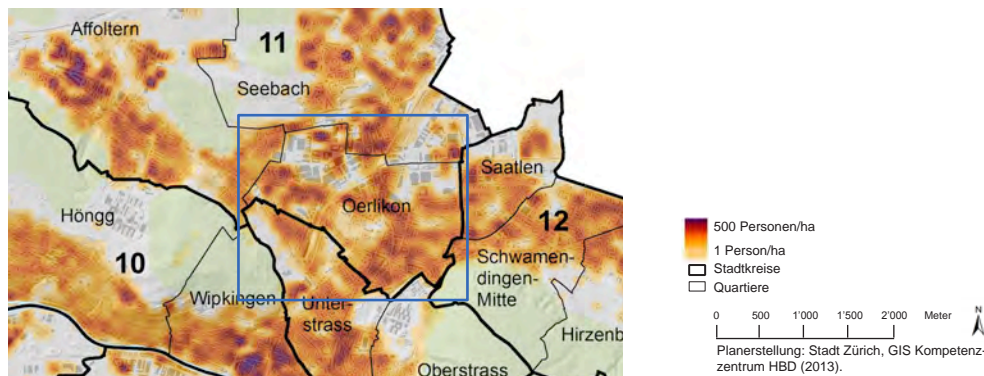 Affoltern
11
Seebach
Saatlen
Höngg
Oerlikon
12
10
Schwamen-
dingen-
Mitte
Wipkingen
Unter-
strass
Hirzenb
Oberstrass
500 Personen/ha
1 Person/ha
Stadtkreise
Quartiere
0 500 1'000 1'500 2'000 Meter
N
Planerstellung: Stadt Zürich, GIS Kompetenz-
zentrum HBD (2013).